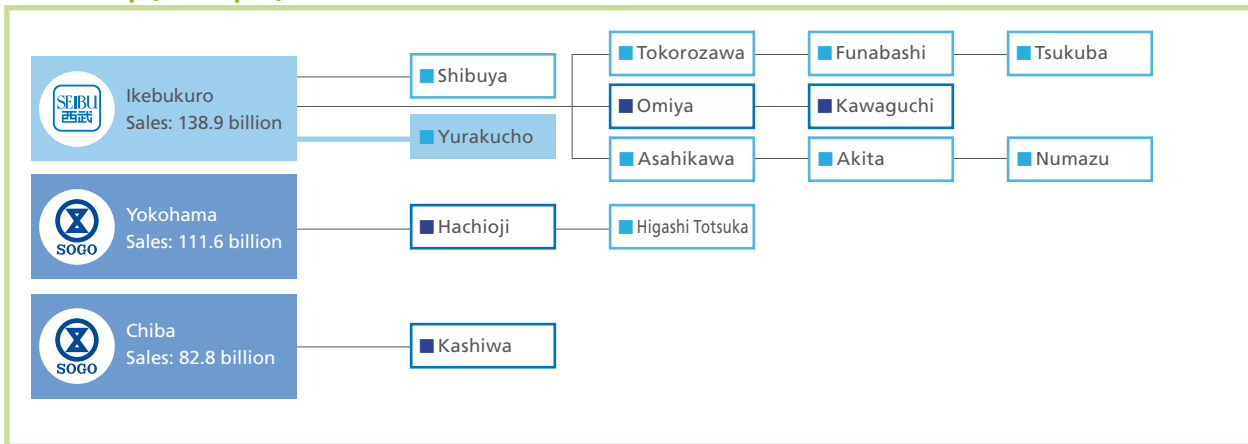 SEIBU
西武
Ikebukuro
Sales: 138.9 billion
Shibuya
Yurakucho
Tokorozawa
Funabashi
Tsukuba
Omiya
Kawaguchi
Asahikawa
Akita
Numazu
SOGO
Yokohama
Sales: 111.6 billion
Hachioji
Higashi Totsuka
SOGO
Chiba
Sales: 82.8 billion
Kashiwa